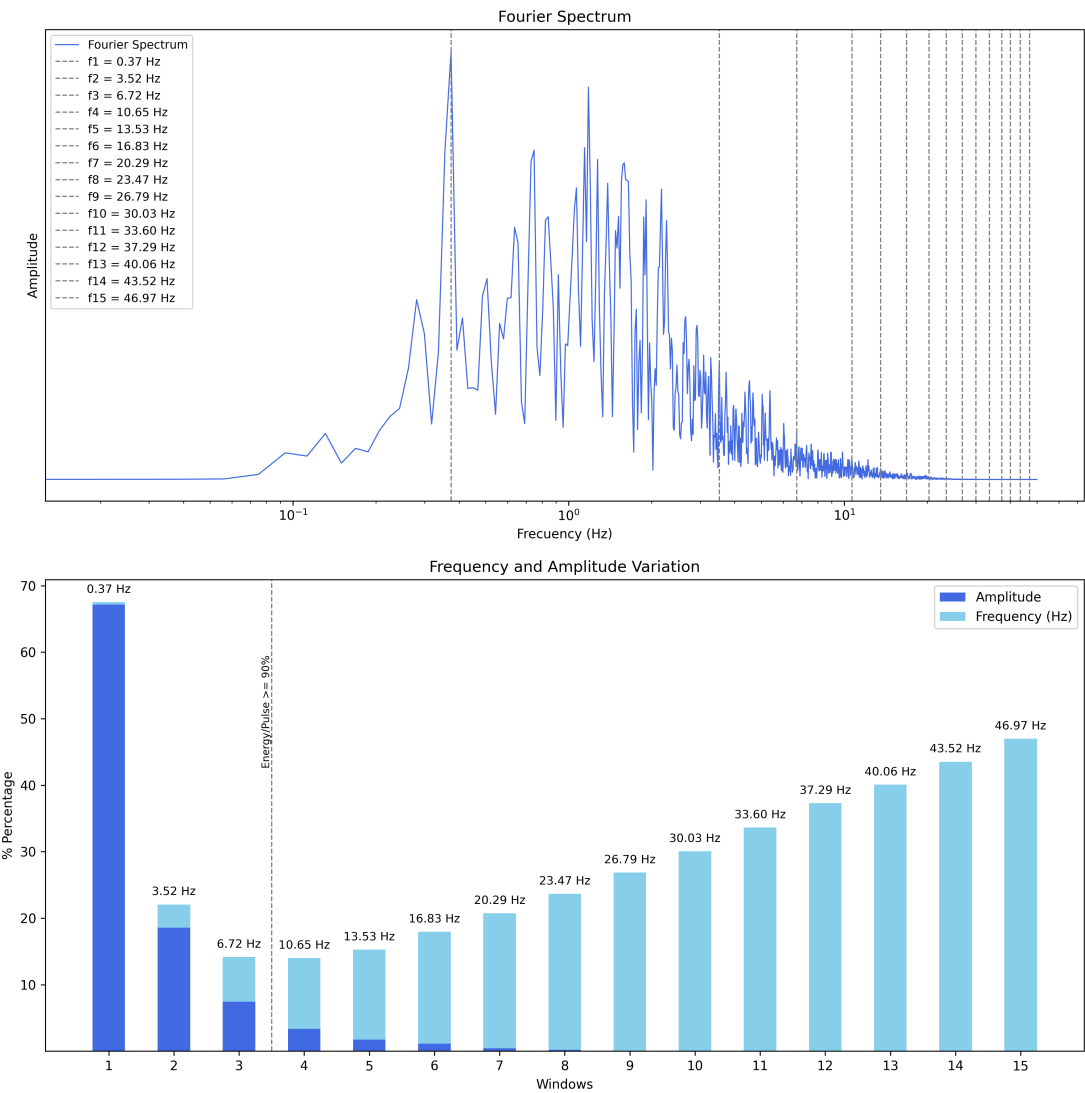 Fourier Spectrum
Amplitude
Fourier Spectrum
f1 = 0.37 Hz
f2 = 3.52 Hz
f3 = 6.72 Hz
f4 = 10.65 Hz
f5 = 13.53 Hz
f6 = 16.83 Hz
f7 = 20.29 Hz
f8 = 23.47 Hz
f9 = 26.79 Hz
f10 = 30.03 Hz
f11 = 33.60 Hz
f12 = 37.29 Hz
f13 = 40.06 Hz
f14 = 43.52 Hz
f15 = 46.97 Hz
10⁻¹ 10⁰ 10¹
Frecuency (Hz)
Frequency and Amplitude Variation
% Percentage
70
60
50
40
30
20
10
Amplitude
Frequency (Hz)
Energy/Pulse >= 90%
0.37 Hz
3.52 Hz
6.72 Hz
10.65 Hz
13.53 Hz
16.83 Hz
20.29 Hz
23.47 Hz
26.79 Hz
30.03 Hz
33.60 Hz
37.29 Hz
40.06 Hz
43.52 Hz
46.97 Hz
1 2 3 4 5 6 7 8 9 10 11 12 13 14 15
Windows